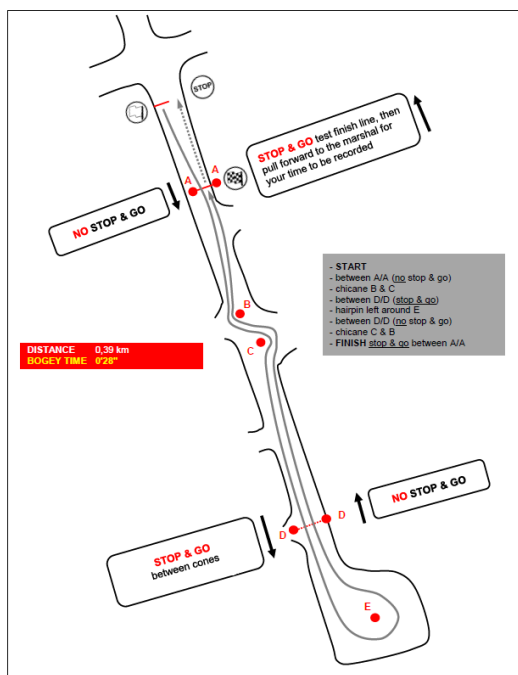 STOP
STOP & GO test finish line, then
pull forward to the marshal for
your time to be recorded
A
A
NO STOP & GO
B
- START
- between A/A (no stop & go)
- chicane B & C
- between D/D (stop & go)
- hairpin left around E
- between D/D (no stop & go)
- chicane C & B
- FINISH stop & go between A/A
C
DISTANCE 0,39 km
BOGEY TIME 0'28"
NO STOP & GO
D
D
STOP & GO
between cones
E